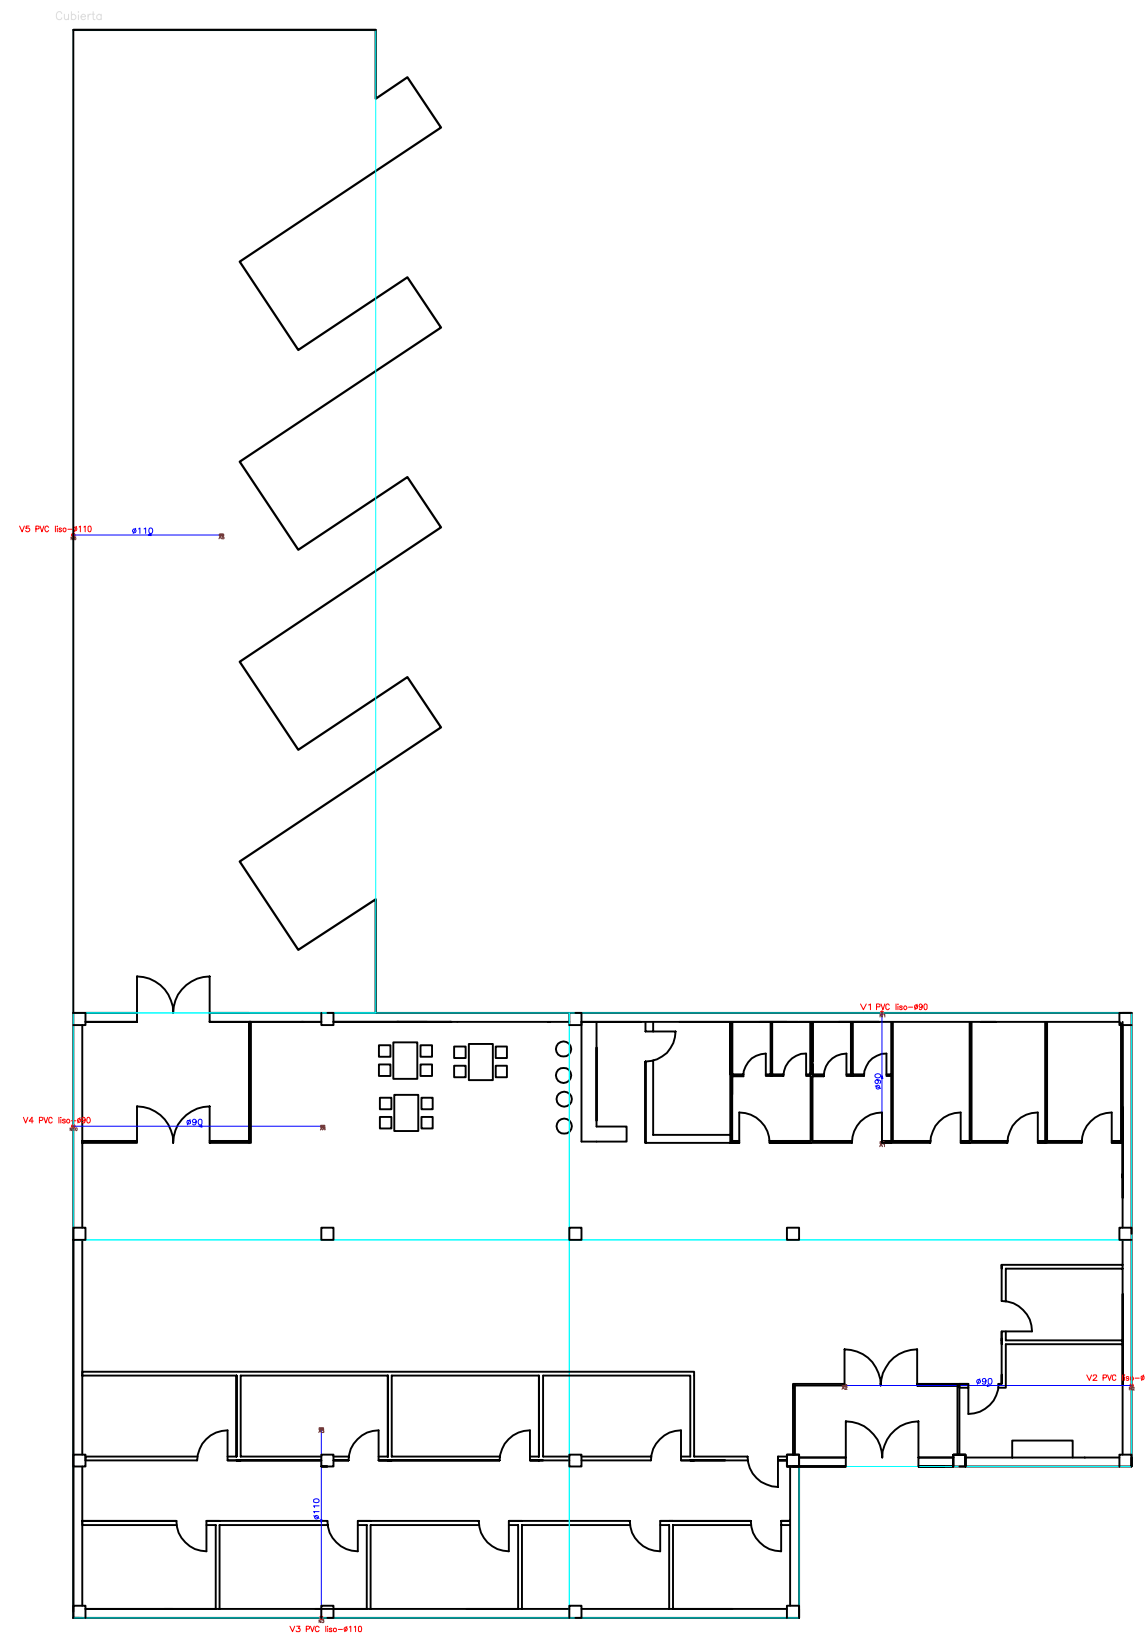 Cubierta
V5 PVC liso-ø110
ø110
V1 PVC liso-ø90
ø90
V4 PVC liso-ø90
ø90
V2 PVC liso-ø
ø90
ø110
V3 PVC liso-ø110